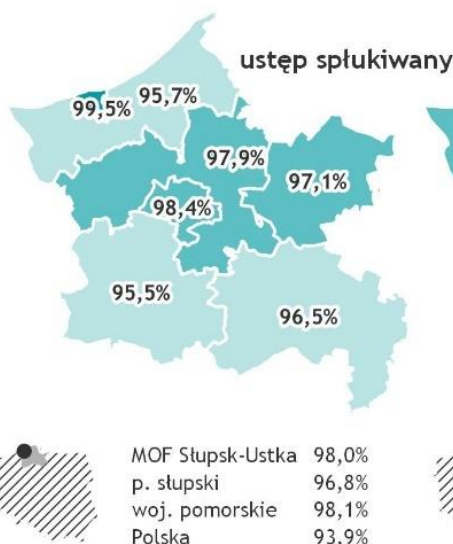 ustęp spłukiwany
95,7%
99,5%
97,9%
97,1%
98,4%
95,5%
96,5%
MOF Słupsk-Ustka 98,0%
p. słupski 96,8%
woj. pomorskie 98,1%
Polska 93,9%